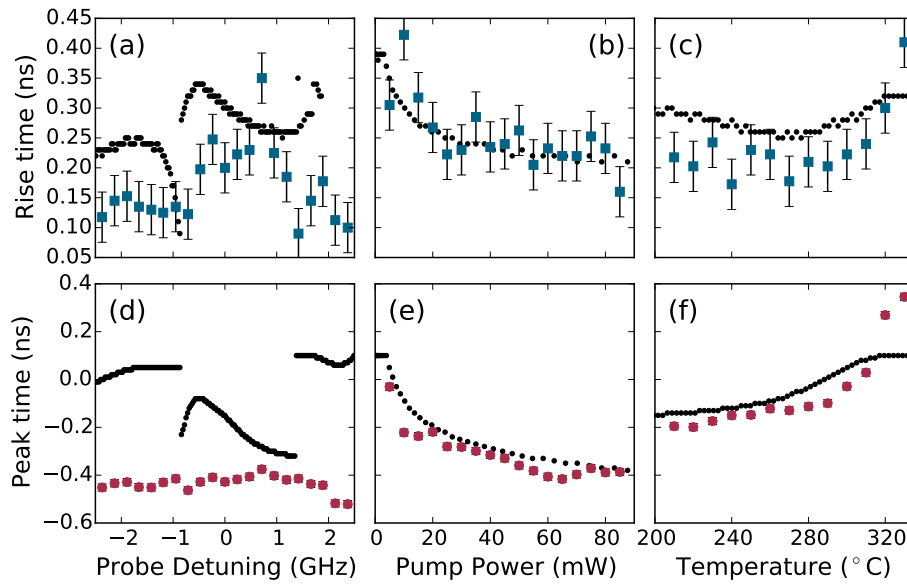 (a)
(b)
(c)
Rise time (ns)
0.45
0.40
0.35
0.30
0.25
0.20
0.15
0.10
0.05
(d)
(e)
(f)
Peak time (ns)
0.4
0.2
0.0
−0.2
−0.4
−0.6
−2 −1 0 1 2
0 20 40 60 80
200 240 280 320
Probe Detuning (GHz)
Pump Power (mW)
Temperature (°C)